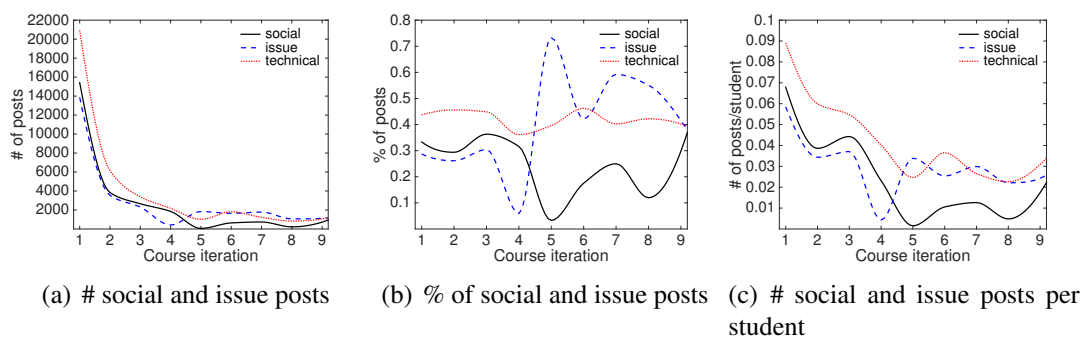 22000
20000
18000
16000
14000
12000
10000
8000
6000
4000
2000
# of posts
social
issue
technical
1 2 3 4 5 6 7 8 9
Course iteration
(a) # social and issue posts
0.8
0.7
0.6
0.5
0.4
0.3
0.2
0.1
% of posts
social
issue
technical
1 2 3 4 5 6 7 8 9
Course iteration
(b) % of social and issue posts
0.1
0.09
0.08
0.07
0.06
0.05
0.04
0.03
0.02
0.01
# of posts/student
social
issue
technical
1 2 3 4 5 6 7 8 9
Course iteration
(c) # social and issue posts per
student